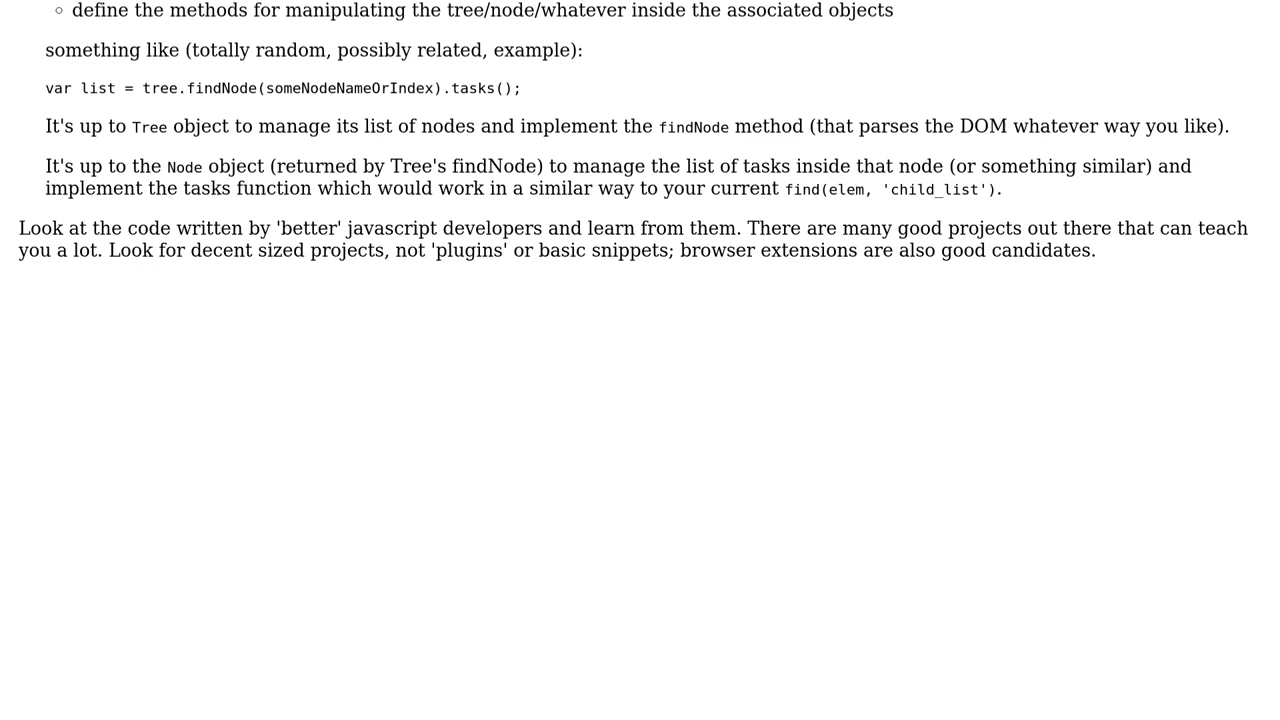 ◦ define the methods for manipulating the tree/node/whatever inside the associated objects
something like (totally random, possibly related, example):
var list = tree.findNode(someNodeNameOrIndex).tasks();
It's up to Tree object to manage its list of nodes and implement the findNode method (that parses the DOM whatever way you like).
It's up to the Node object (returned by Tree's findNode) to manage the list of tasks inside that node (or something similar) and
implement the tasks function which would work in a similar way to your current find(elem, 'child_list').
Look at the code written by 'better' javascript developers and learn from them. There are many good projects out there that can teach
you a lot. Look for decent sized projects, not 'plugins' or basic snippets; browser extensions are also good candidates.